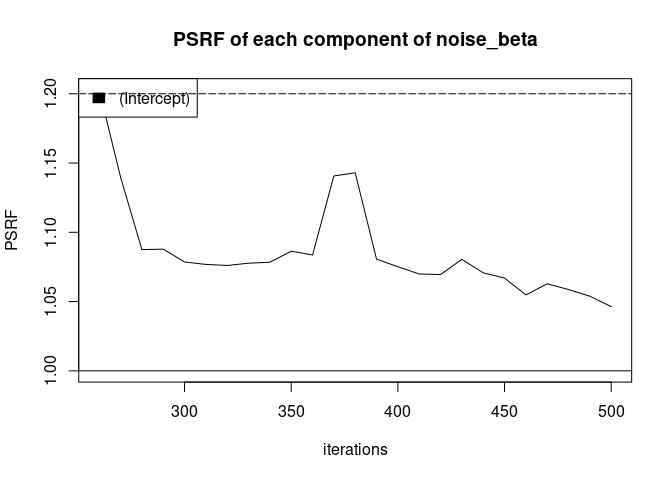 PSRF of each component of noise_beta
(Intercept)
PSRF
1.20
1.15
1.10
1.05
1.00
300 350 400 450 500
iterations